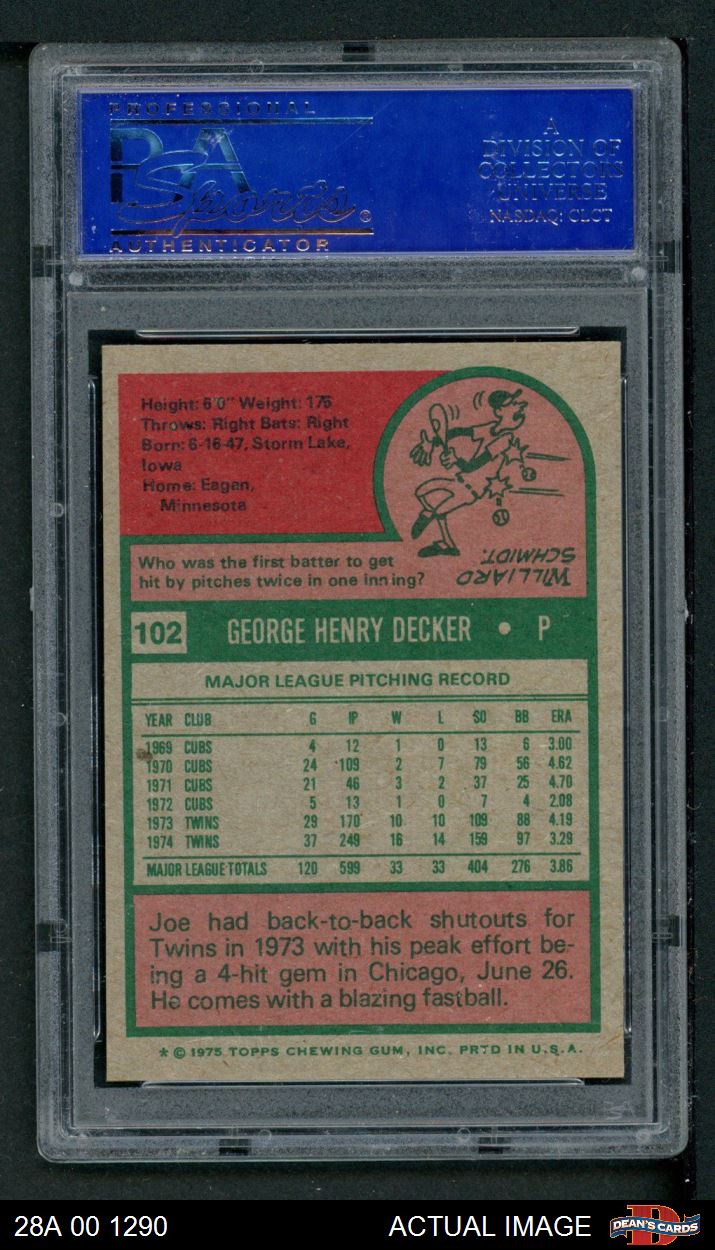 PROFESSIONAL
PSA
Sports®
AUTHENTICATOR
A
DIVISION OF
COLLECTORS
UNIVERSE
NASDAQ: CLCT
Height: 6'0" Weight: 175
Throws: Right Bats: Right
Born: 6-16-47, Storm Lake,
Iowa
Home: Eagan,
Minnesota
Who was the first batter to get
hit by pitches twice in one inning?
WILLIARD
SCHMIDT.
102 GEORGE HENRY DECKER • P
MAJOR LEAGUE PITCHING RECORD
YEAR CLUB G IP W L SO BB ERA
1969 CUBS 4 12 1 0 13 6 3.00
1970 CUBS 24 109 2 7 79 56 4.62
1971 CUBS 21 46 3 2 37 25 4.70
1972 CUBS 5 13 1 0 7 4 2.08
1973 TWINS 29 170 10 10 109 88 4.19
1974 TWINS 37 249 16 14 159 97 3.29
MAJOR LEAGUE TOTALS 120 599 33 33 404 276 3.86
Joe had back-to-back shutouts for
Twins in 1973 with his peak effort be-
ing a 4-hit gem in Chicago, June 26.
He comes with a blazing fastball.
* © 1975 TOPPS CHEWING GUM, INC. PRTD IN U.S.A.
28A 00 1290 ACTUAL IMAGE
D
DEAN'S CARDS